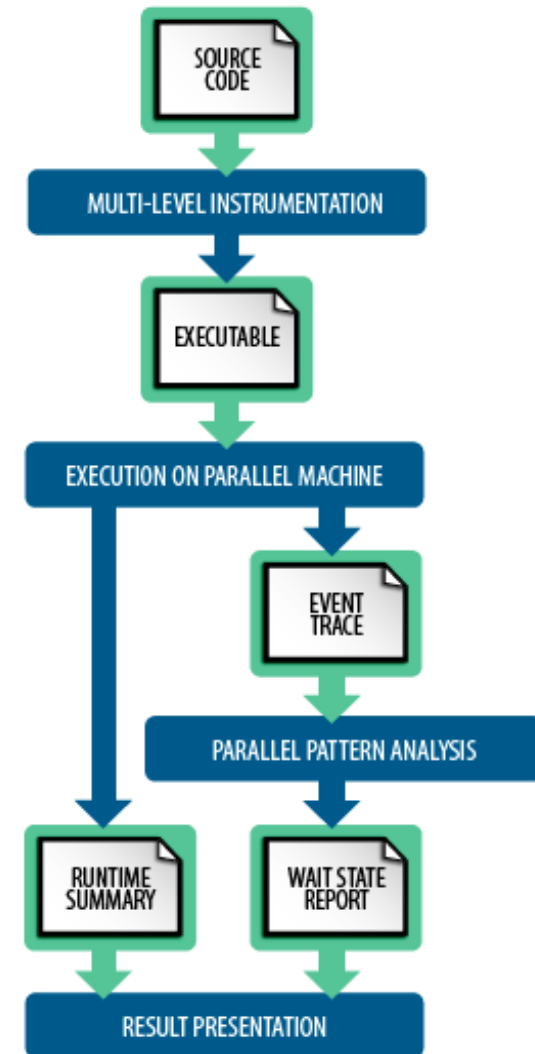 SOURCE
CODE
MULTI-LEVEL INSTRUMENTATION
EXECUTABLE
EXECUTION ON PARALLEL MACHINE
EVENT
TRACE
PARALLEL PATTERN ANALYSIS
RUNTIME
SUMMARY
WAIT STATE
REPORT
RESULT PRESENTATION